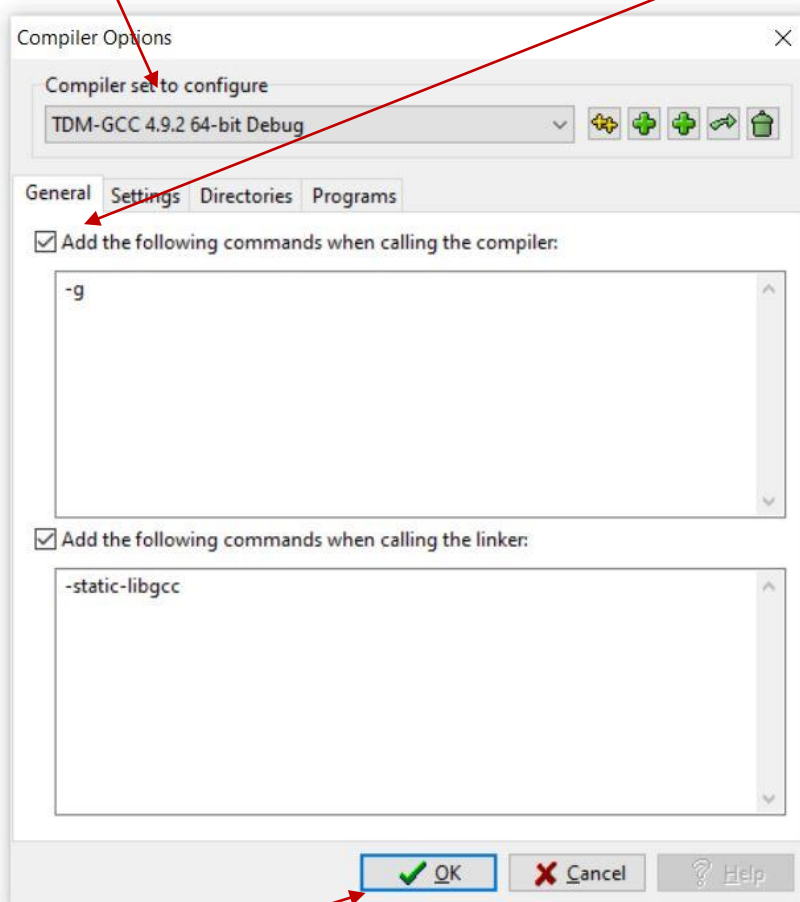 Compiler Options
Compiler set to configure
TDM-GCC 4.9.2 64-bit Debug
General Settings Directories Programs
Add the following commands when calling the compiler:
-g
Add the following commands when calling the linker:
-static-libgcc
OK Cancel Help